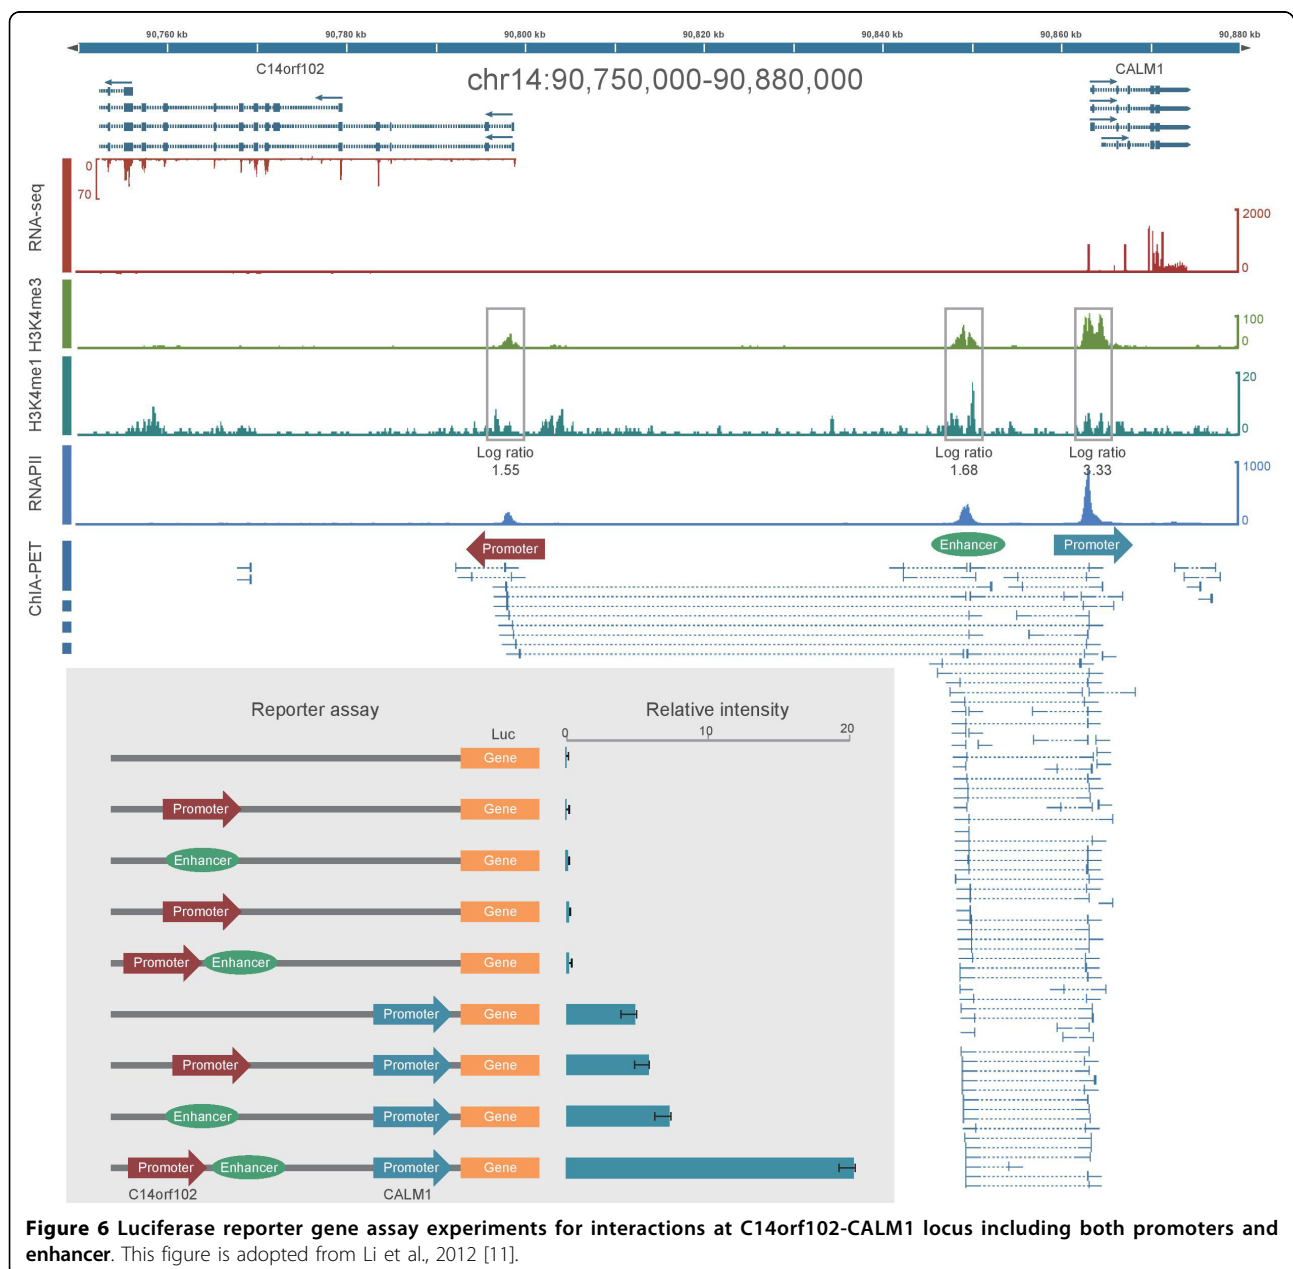 90,760 kb 90,780 kb 90,800 kb 90,820 kb 90,840 kb 90,860 kb 90,880 kb
C14orf102 chr14:90,750,000-90,880,000 CALM1
RNA-seq
0
70
2000
0
H3K4me3
100
0
H3K4me1
20
0
Log ratio Log ratio Log ratio
1.55 1.68 3.33
RNAPII
1000
0
Promoter Enhancer Promoter
ChIA-PET
Reporter assay Relative intensity
Luc 0 10 20
Gene
Promoter Gene
Enhancer Gene
Promoter Gene
Promoter Enhancer Gene
Promoter Gene
Promoter Promoter Gene
Enhancer Promoter Gene
Promoter Enhancer Promoter Gene
C14orf102 CALM1
Figure 6 Luciferase reporter gene assay experiments for interactions at C14orf102-CALM1 locus including both promoters and
enhancer. This figure is adopted from Li et al., 2012 [11].